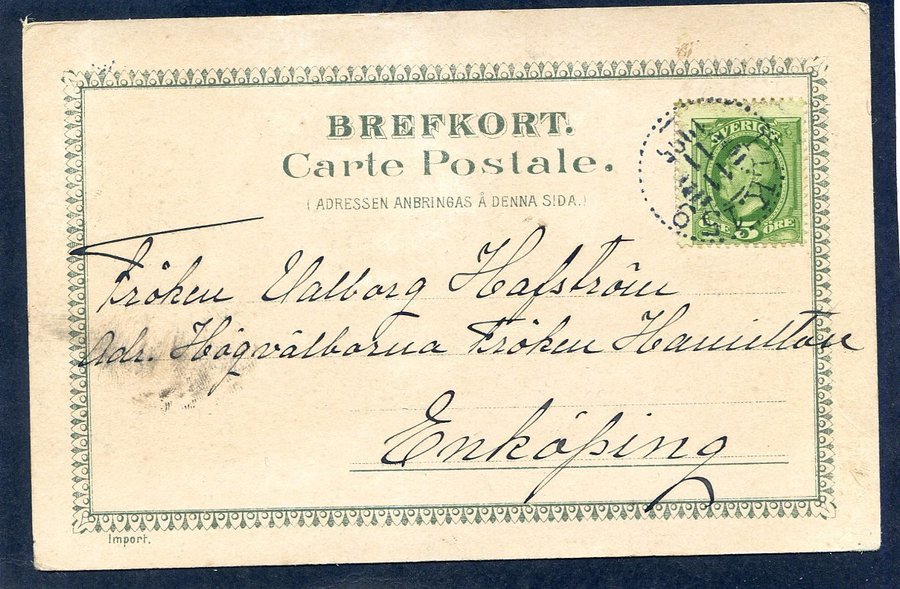 BREFKORT.
Carte Postale.
(ADRESSEN ANBRINGAS Å DENNA SIDA.)
SVERIGE
5 ÖRE
Fröken Valborg Hafström
Adr. Högvälborna Fröken Hamilton
Enköping
Import.